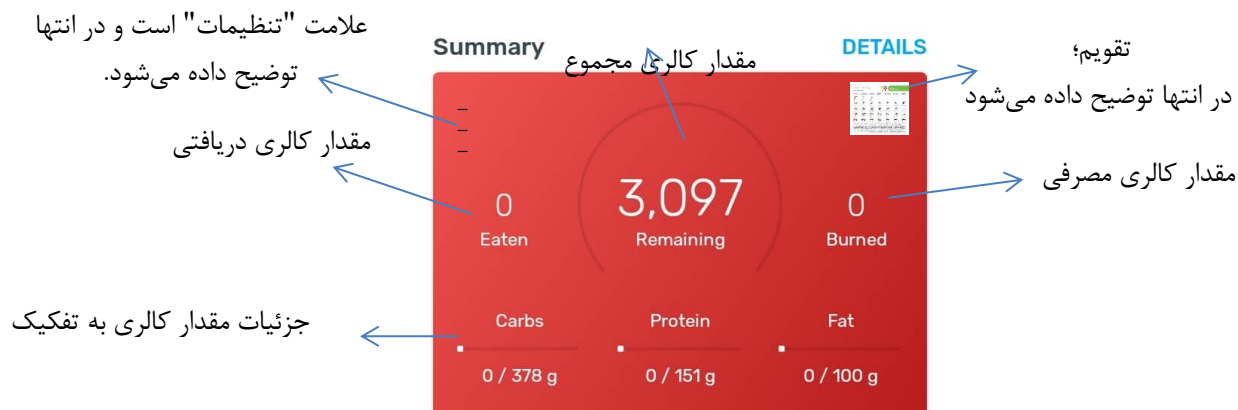 علامت "تنظیمات" است و در انتها
توضیح داده می‌شود.
Summary
مقدار کالری مجموع
DETAILS
تقویم؛
در انتها توضیح داده می‌شود
مقدار کالری دریافتی
مقدار کالری مصرفی
0
Eaten
3,097
Remaining
0
Burned
جزئیات مقدار کالری به تفکیک
Carbs
Protein
Fat
0 / 378 g
0 / 151 g
0 / 100 g